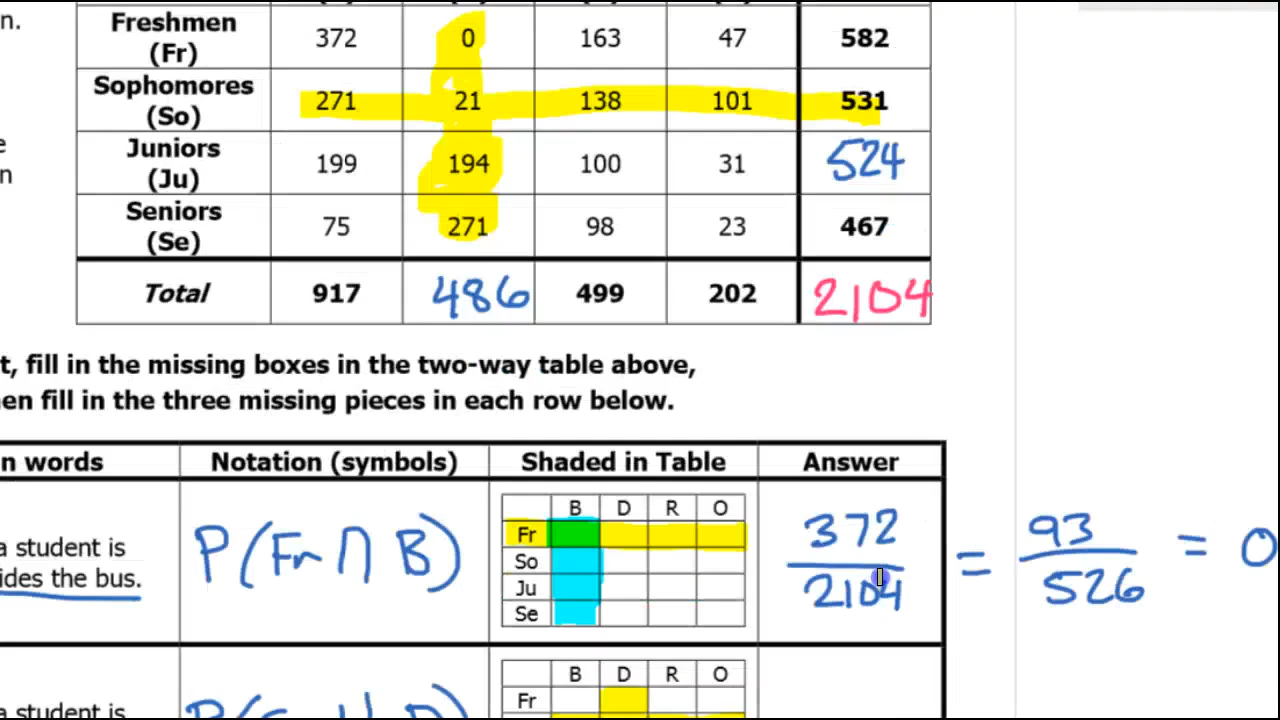 n.
Freshmen 372 0 163 47 582
(Fr)
Sophomores 271 21 138 101 531
(So)
e
Juniors 199 194 100 31 524
n
(Ju)
Seniors 75 271 98 23 467
(Se)
Total 917 486 499 202 2104
t, fill in the missing boxes in the two-way table above,
en fill in the three missing pieces in each row below.
n words Notation (symbols) Shaded in Table Answer
B D R O
Fr
So
Ju
Se
a student is
ides the bus.
P(Fr ∩ B)
372/2104 = 93/526 = 0
B D R O
Fr
a student is